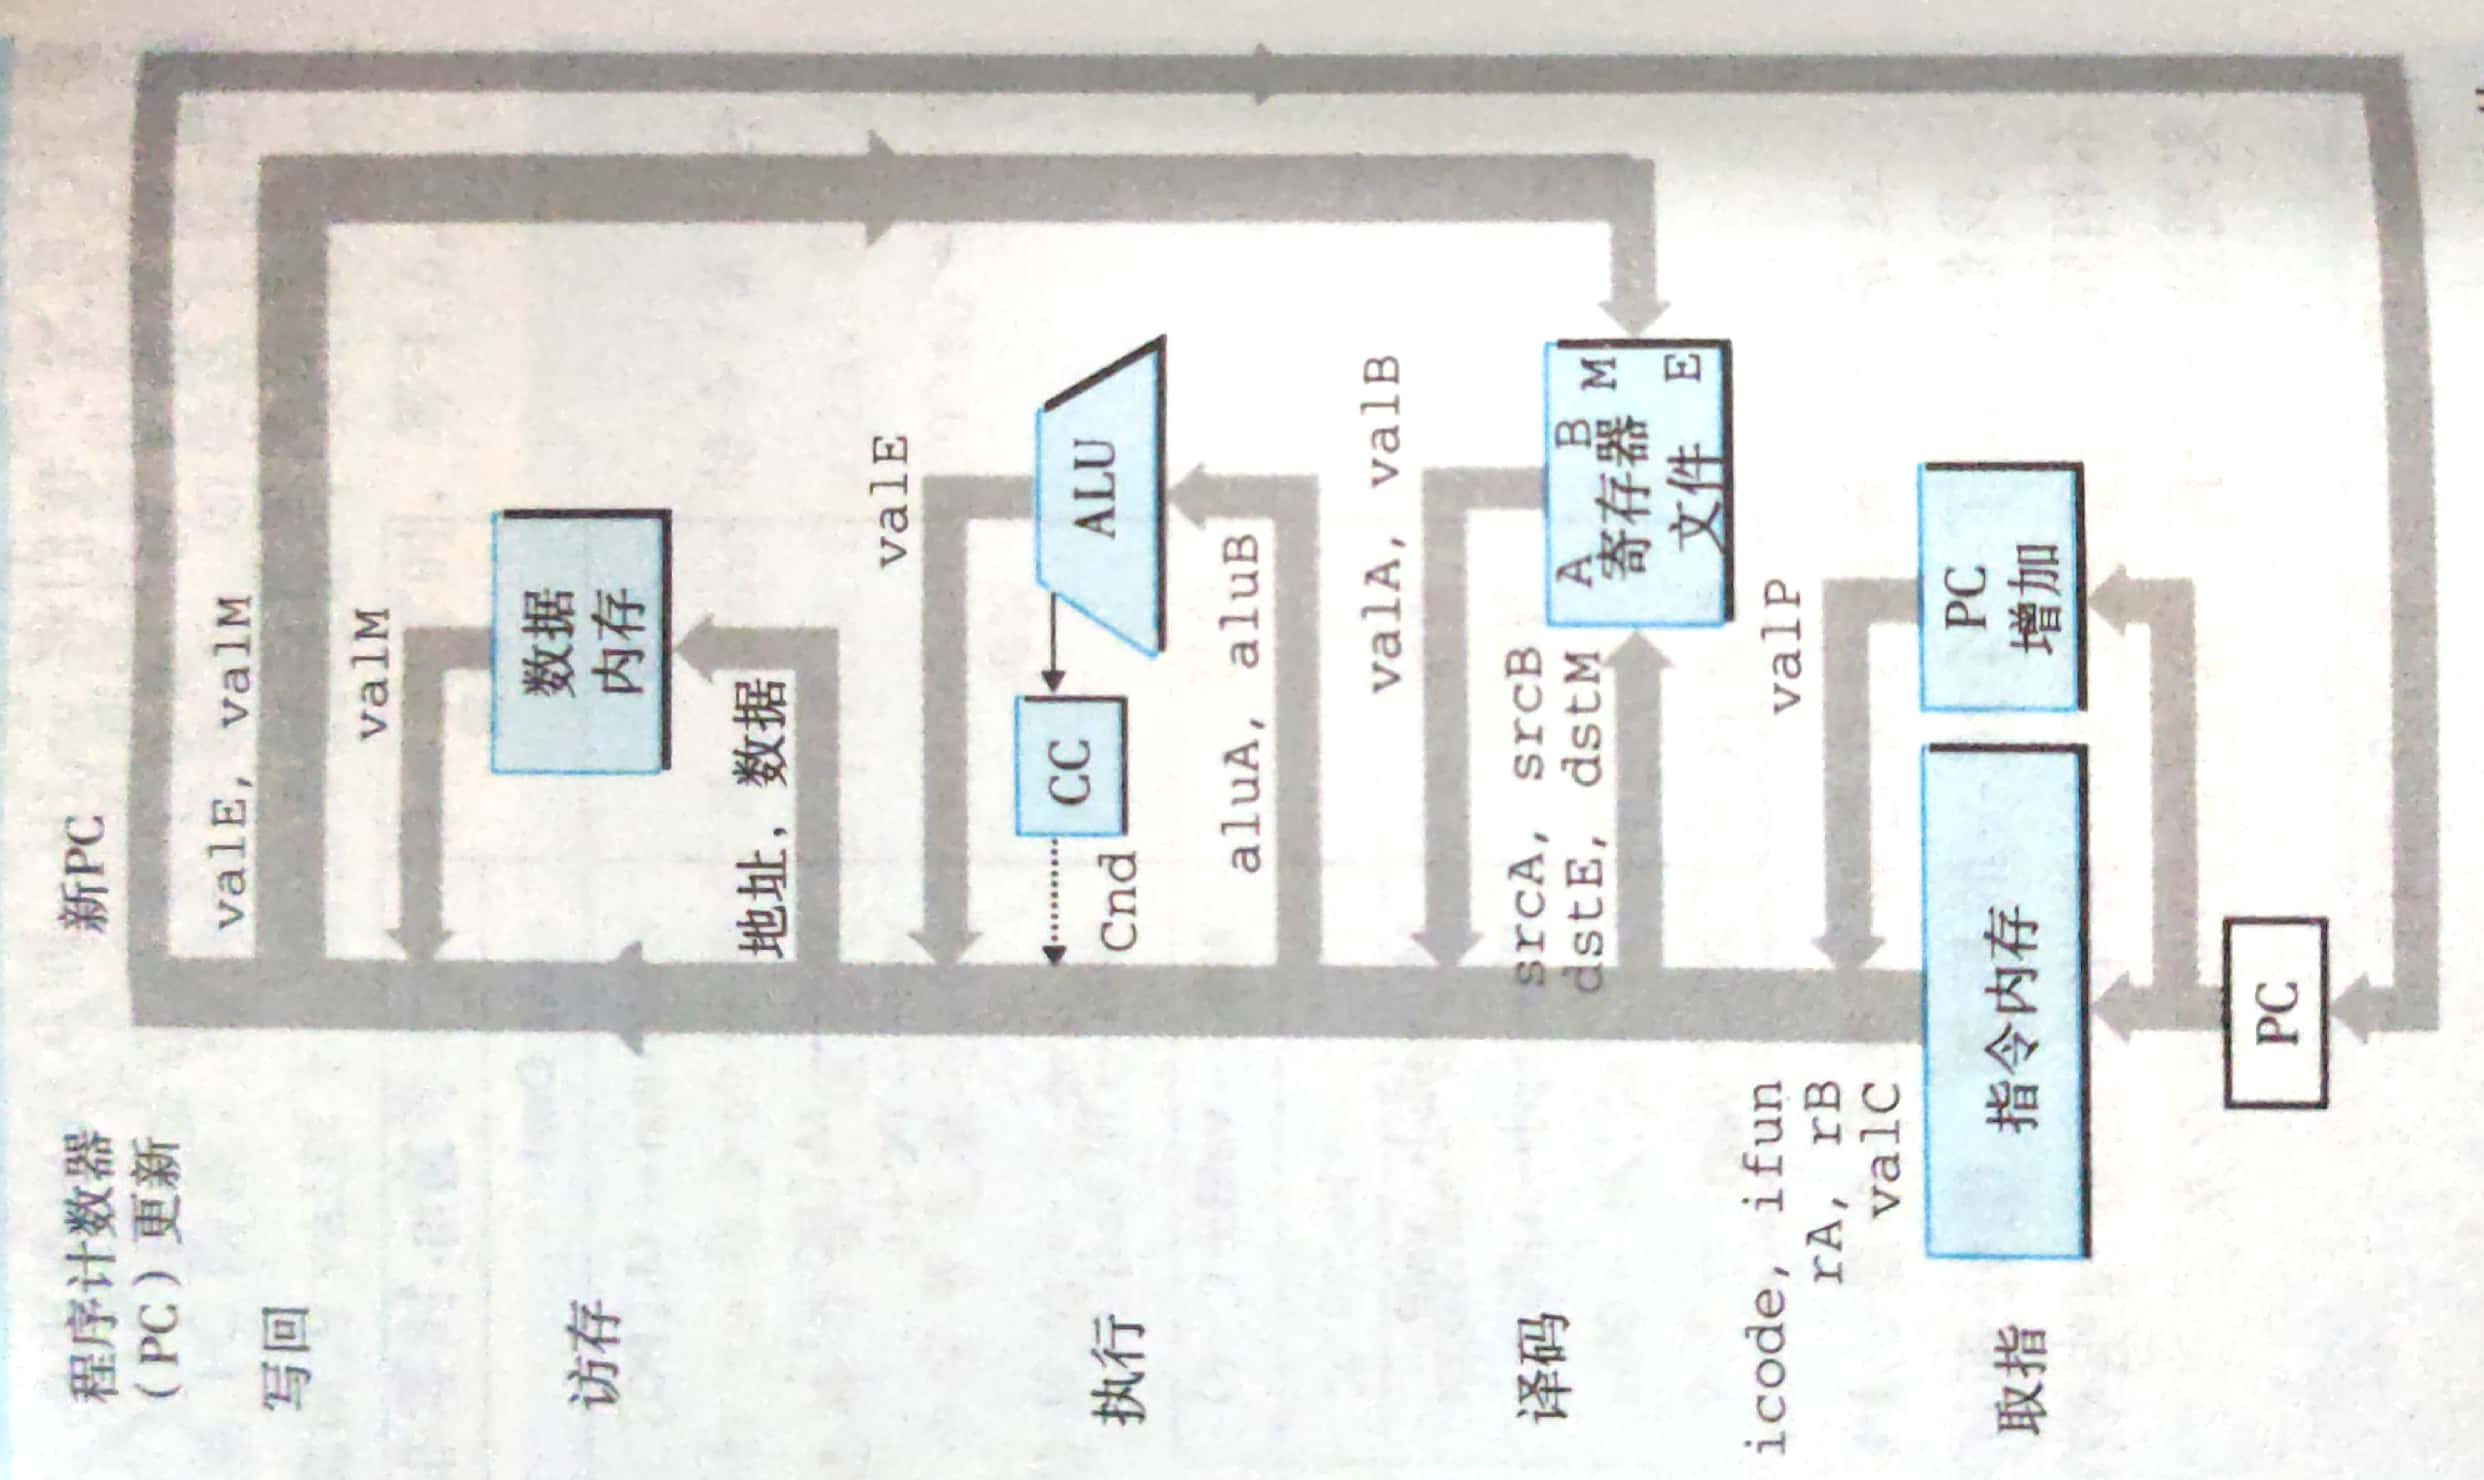 程序计数器
(PC)更新
新PC
valE, valM
写回
valM
数据
内存
访存
地址，数据
valE
CC
ALU
Cnd
执行
aluA, aluB
valA, valB
译码
srcA, srcB
dstE, dstM
A B
M
寄存器
文件
E
icode, ifun
rA, rB
valC
valP
取指
指令内存
PC
增加
PC